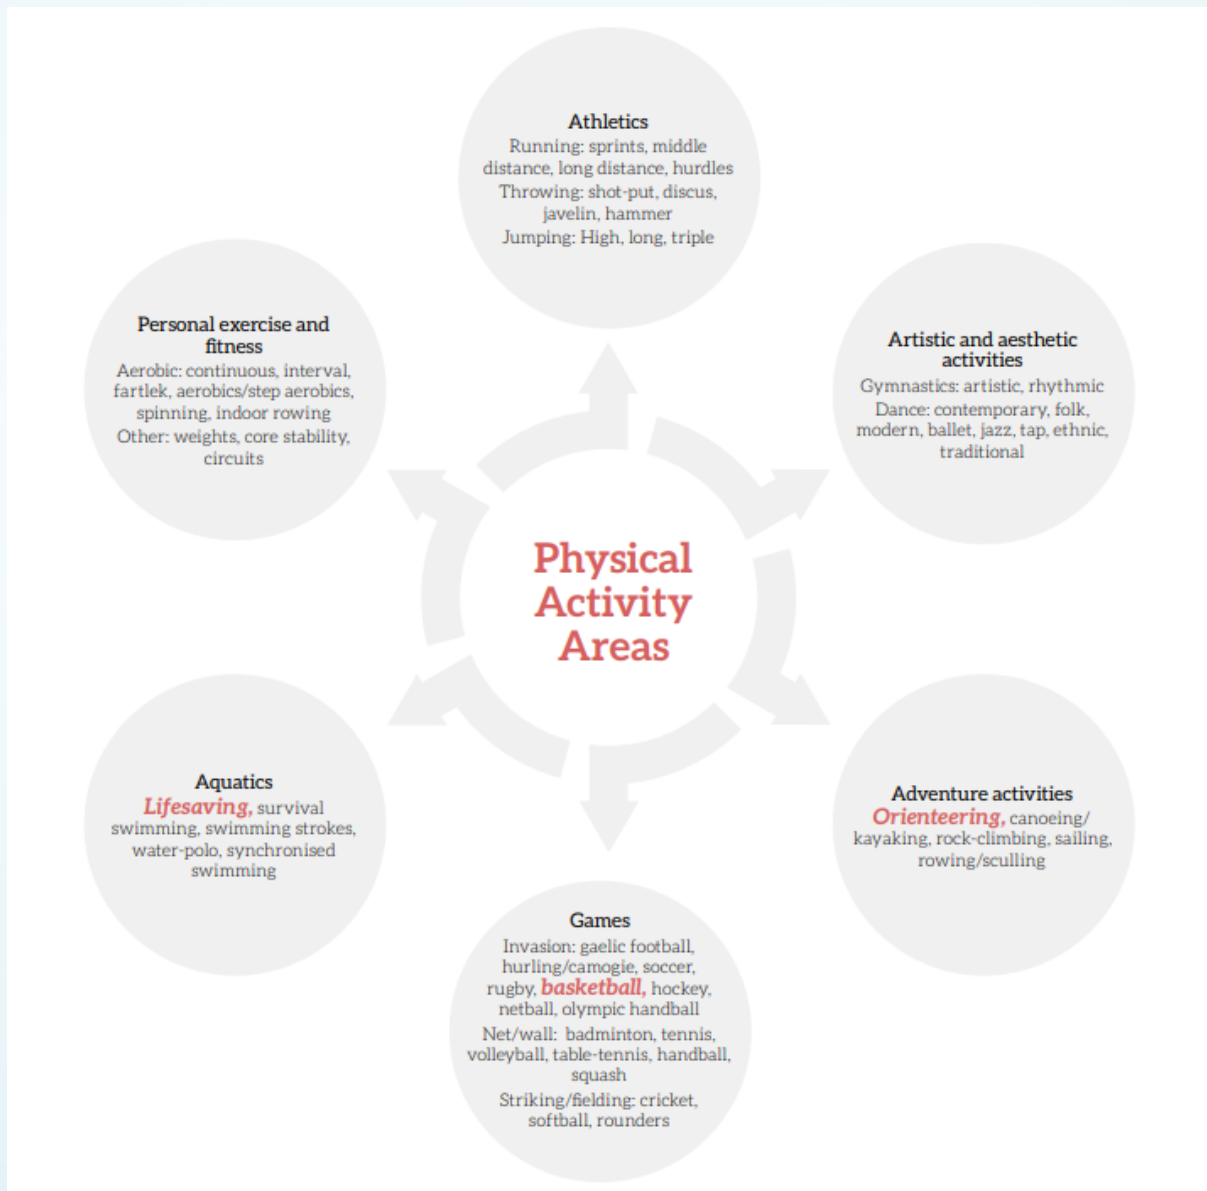 Athletics
Running: sprints, middle
distance, long distance, hurdles
Throwing: shot-put, discus,
javelin, hammer
Jumping: High, long, triple
Personal exercise and
fitness
Aerobic: continuous, interval,
fartlek, aerobics/step aerobics,
spinning, indoor rowing
Other: weights, core stability,
circuits
Artistic and aesthetic
activities
Gymnastics: artistic, rhythmic
Dance: contemporary, folk,
modern, ballet, jazz, tap, ethnic,
traditional
Physical
Activity
Areas
Aquatics
Lifesaving, survival
swimming, swimming strokes,
water-polo, synchronised
swimming
Adventure activities
Orienteering, canoeing/
kayaking, rock-climbing, sailing,
rowing/sculling
Games
Invasion: gaelic football,
hurling/camogie, soccer,
rugby, basketball, hockey,
netball, olympic handball
Net/wall: badminton, tennis,
volleyball, table-tennis, handball,
squash
Striking/fielding: cricket,
softball, rounders